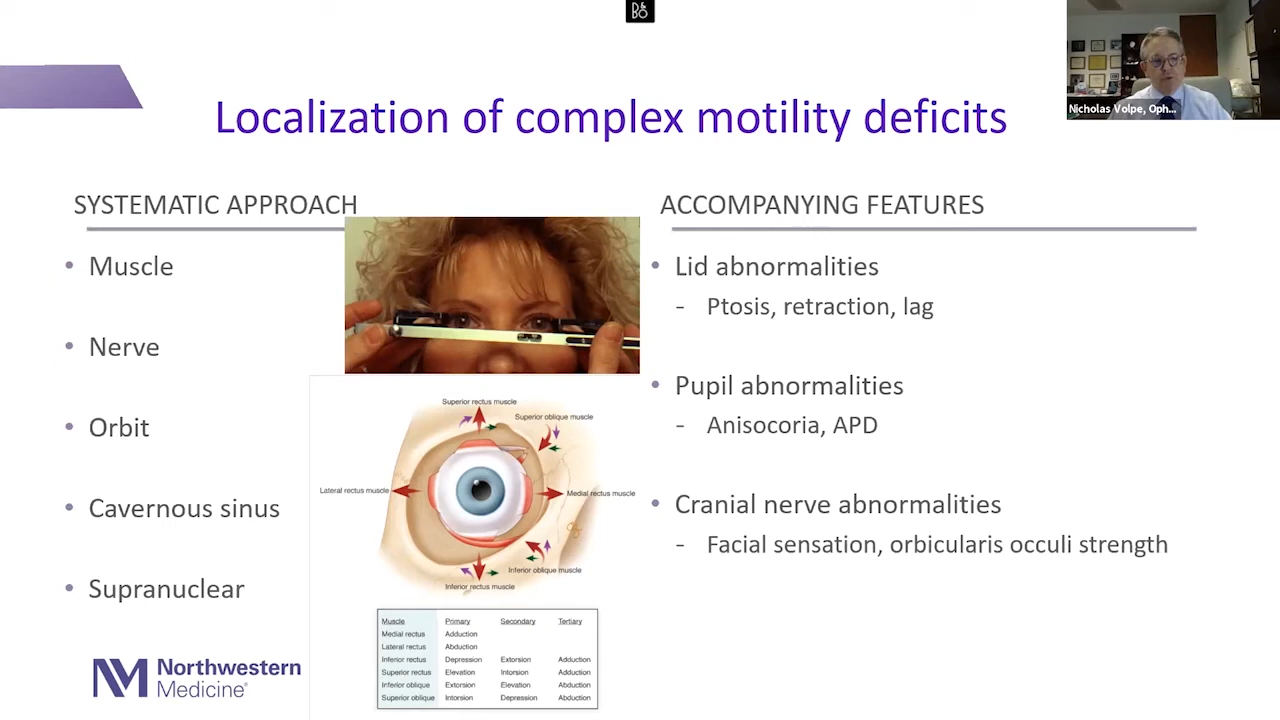 B&
BO
Nicholas Volpe, Oph...
Localization of complex motility deficits
SYSTEMATIC APPROACH
• Muscle
• Nerve
• Orbit
• Cavernous sinus
• Supranuclear
ACCOMPANYING FEATURES
• Lid abnormalities
- Ptosis, retraction, lag
• Pupil abnormalities
- Anisocoria, APD
• Cranial nerve abnormalities
- Facial sensation, orbicularis occuli strength
Superior rectus muscle
Superior oblique muscle
Lateral rectus muscle
Medial rectus muscle
Inferior oblique muscle
Inferior rectus muscle
Muscle Primary Secondary Tertiary
Medial rectus Adduction
Lateral rectus Abduction
Inferior rectus Depression Extorsion Adduction
Superior rectus Elevation Intorsion Adduction
Inferior oblique Extorsion Elevation Abduction
Superior oblique Intorsion Depression Abduction
NM Northwestern
Medicine®